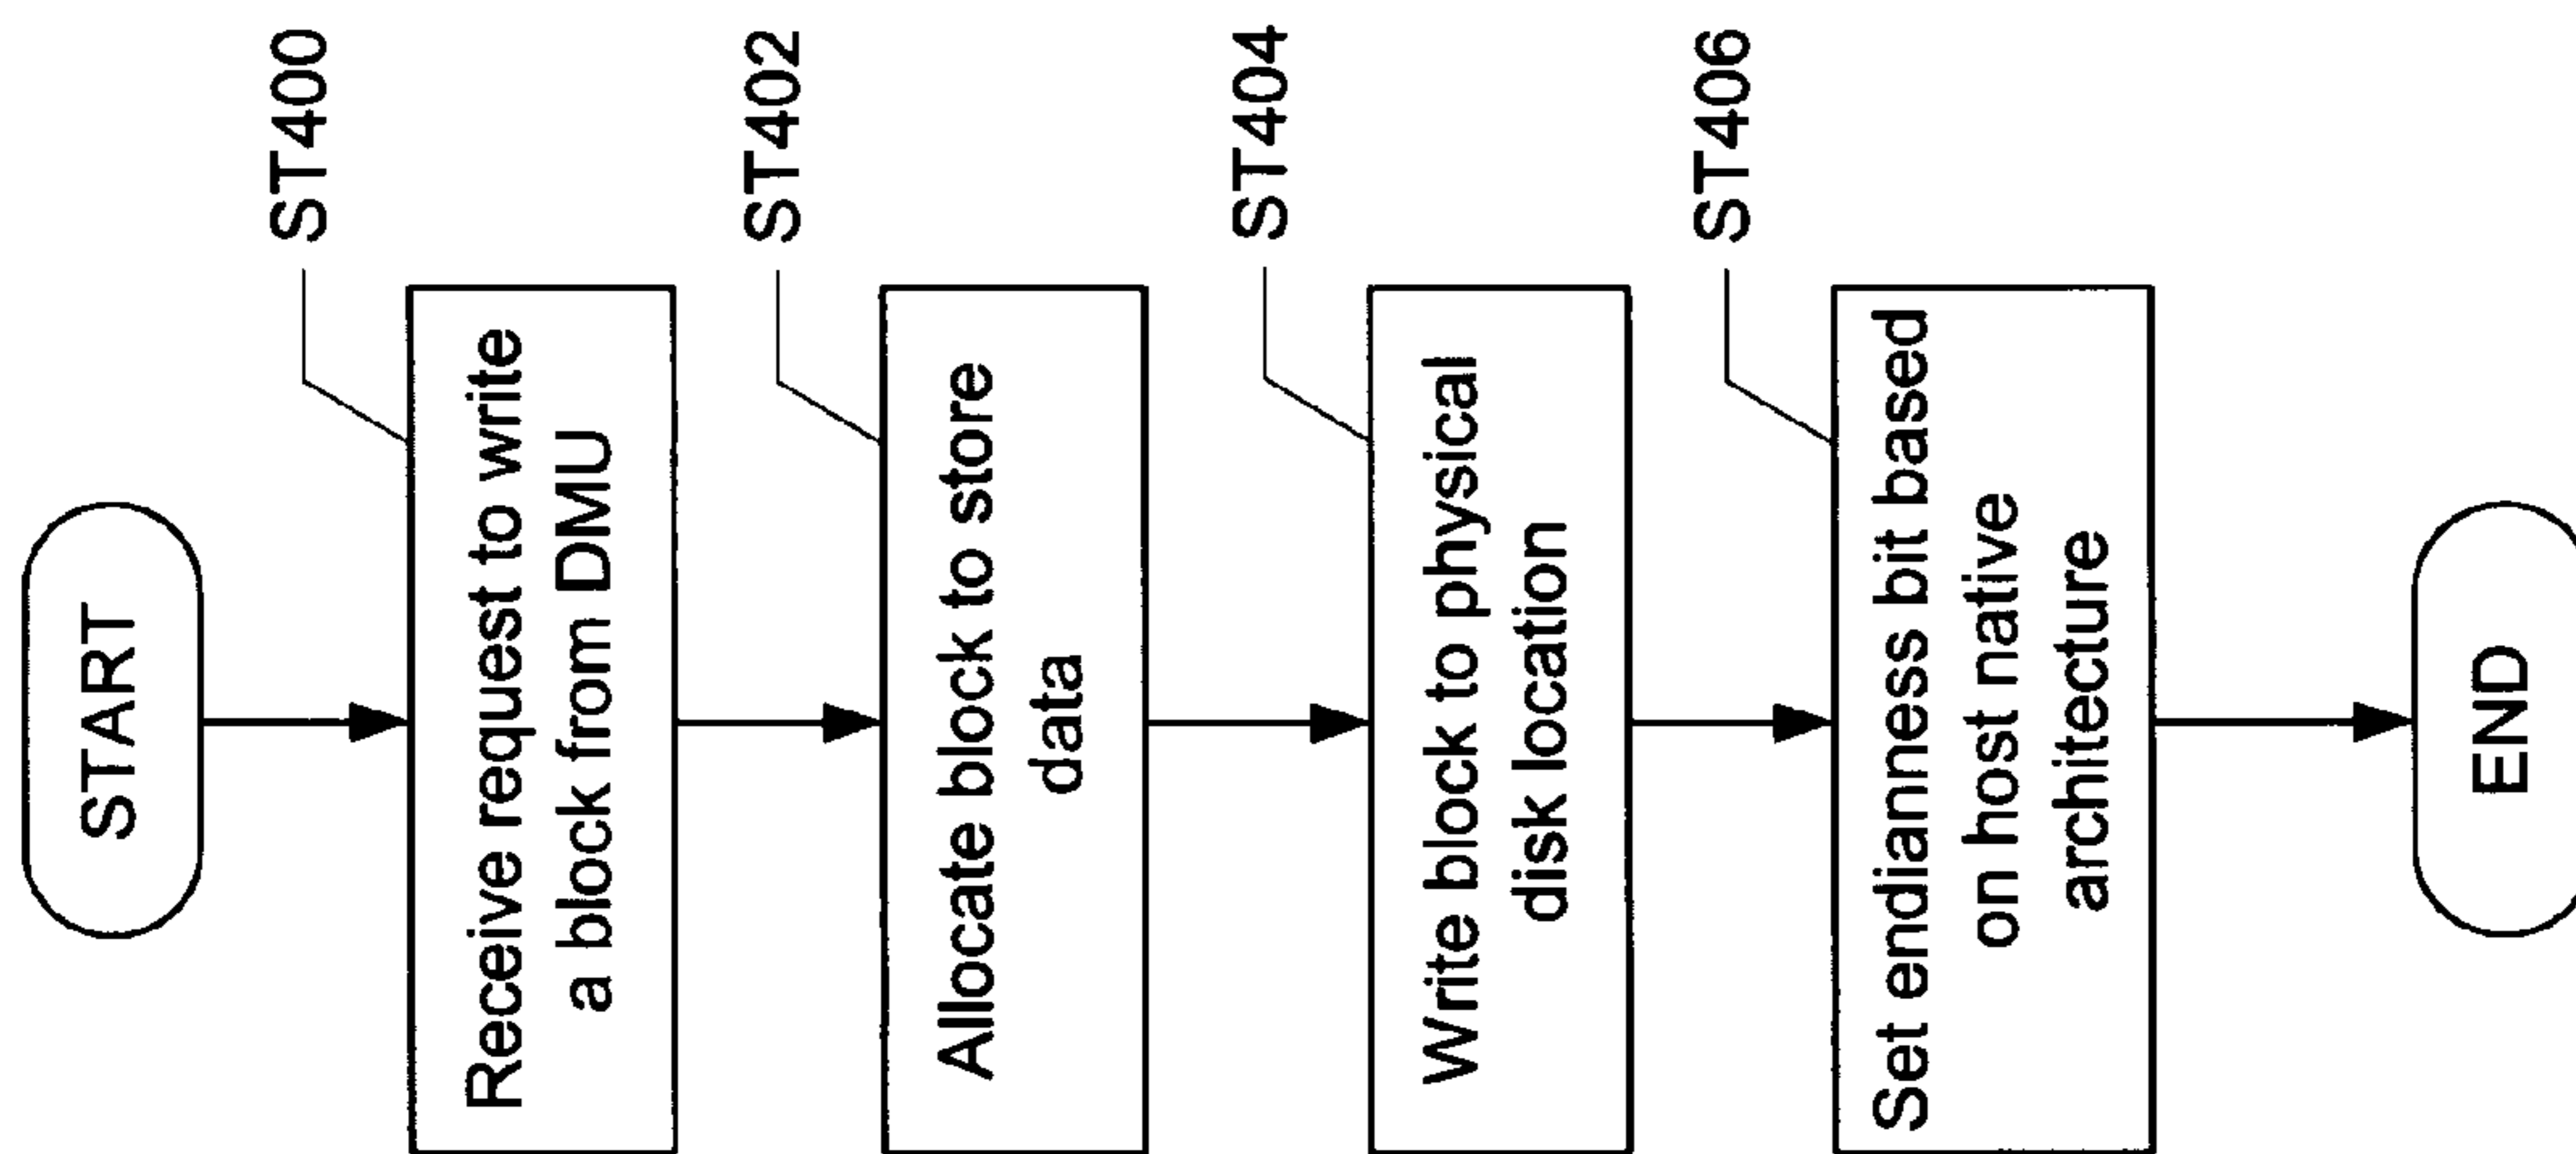 START
ST400
Receive request to write
a block from DMU
ST402
Allocate block to store
data
ST404
Write block to physical
disk location
ST406
Set endianness bit based
on host native
architecture
END